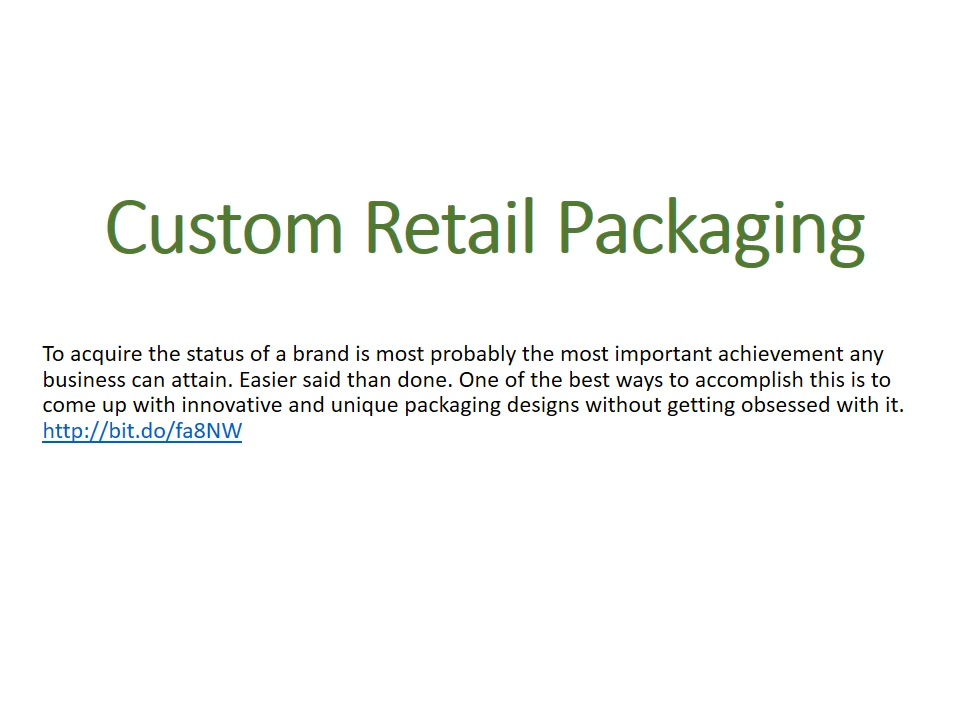 Custom Retail Packaging
To acquire the status of a brand is most probably the most important achievement any
business can attain. Easier said than done. One of the best ways to accomplish this is to
come up with innovative and unique packaging designs without getting obsessed with it.
http://bit.do/fa8NW